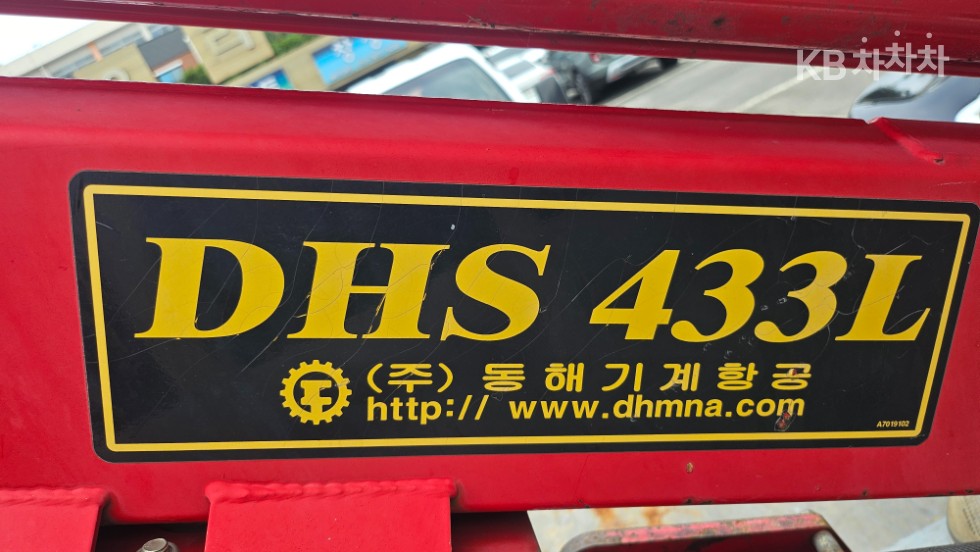 KB차차차
DHS 433L
(주) 동해기계항공
http:// www.dhmna.com
A7019102